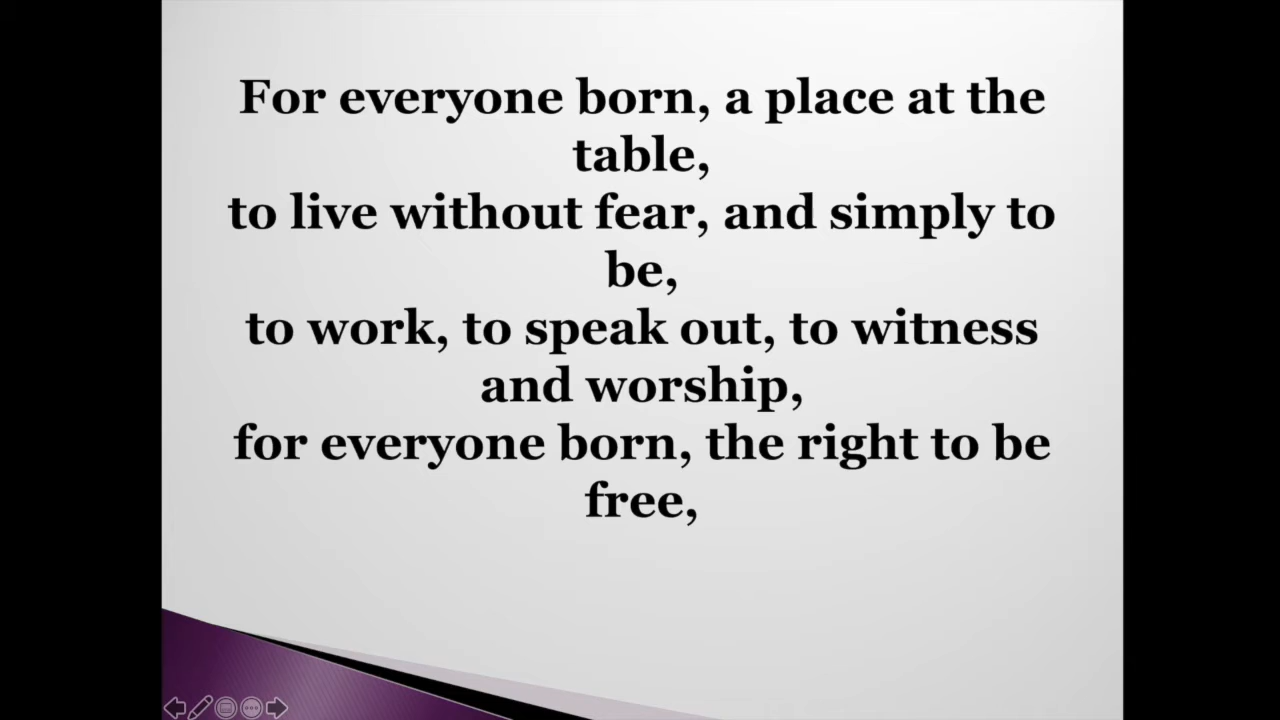 For everyone born, a place at the
table,
to live without fear, and simply to
be,
to work, to speak out, to witness
and worship,
for everyone born, the right to be
free,